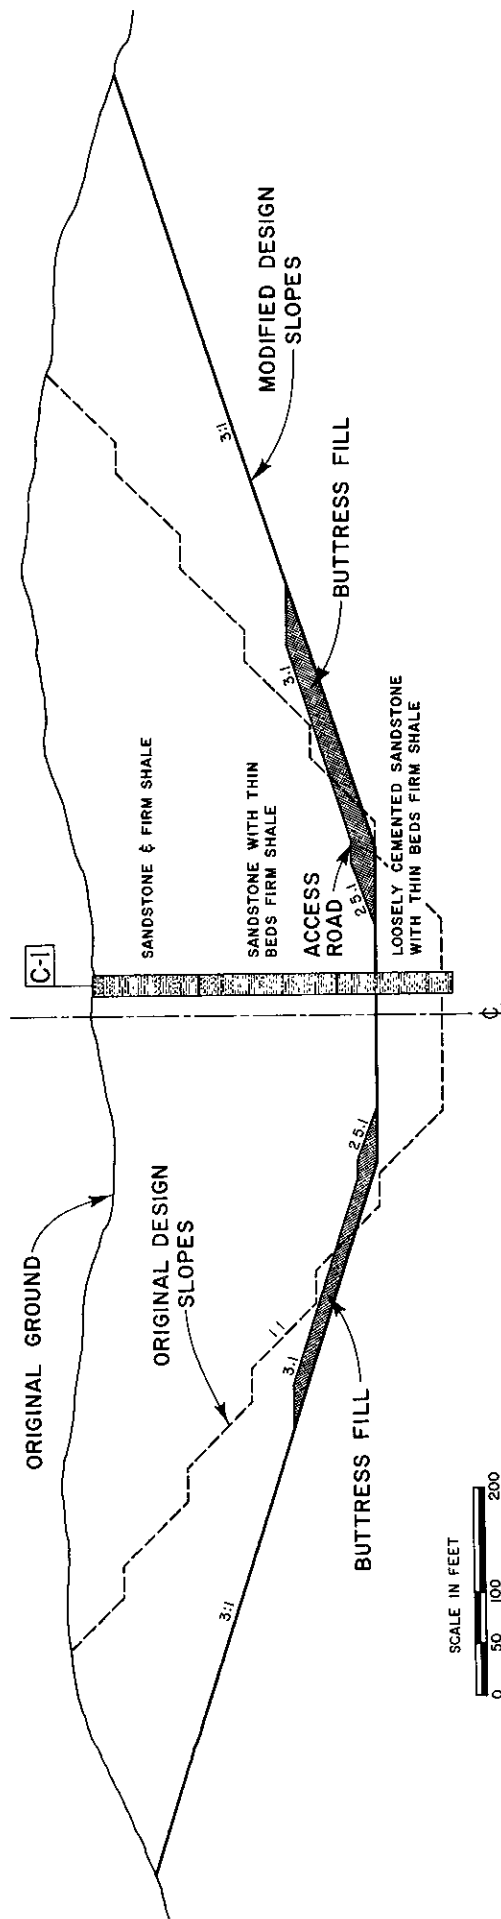 ORIGINAL GROUND
ORIGINAL DESIGN
SLOPES
3:1
1:1
3:1
2.5:1
BUTTRESS FILL
SCALE IN FEET
0 50 100 200
C-1
SANDSTONE & FIRM SHALE
SANDSTONE WITH THIN
BEDS FIRM SHALE
ACCESS
ROAD
2.5:1
LOOSELY CEMENTED SANDSTONE
WITH THIN BEDS FIRM SHALE
℄
3:1
3:1
MODIFIED DESIGN
SLOPES
BUTTRESS FILL